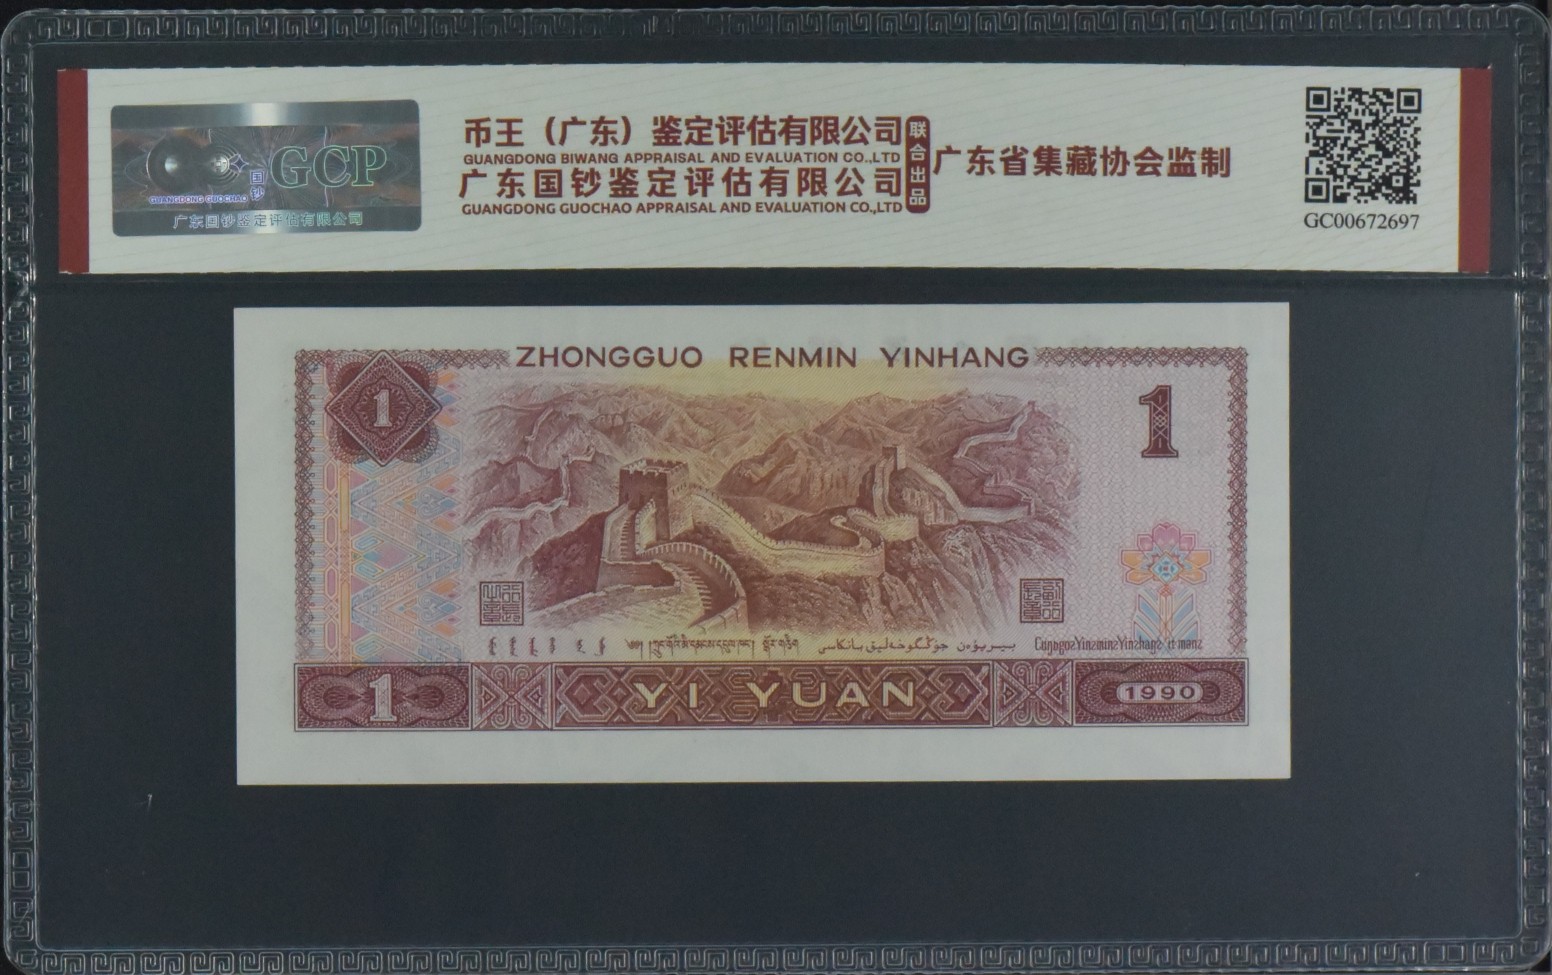 国钞 GCP
GUANGDONG GUOCHAO
广东国钞鉴定评估有限公司
币王（广东）鉴定评估有限公司
GUANGDONG BIWANG APPRAISAL AND EVALUATION CO.,LTD
广东国钞鉴定评估有限公司
GUANGDONG GUOCHAO APPRAISAL AND EVALUATION CO.,LTD
联合出品
广东省集藏协会监制
GC00672697
ZHONGGUO RENMIN YINHANG
1
1
1 YI YUAN 1990